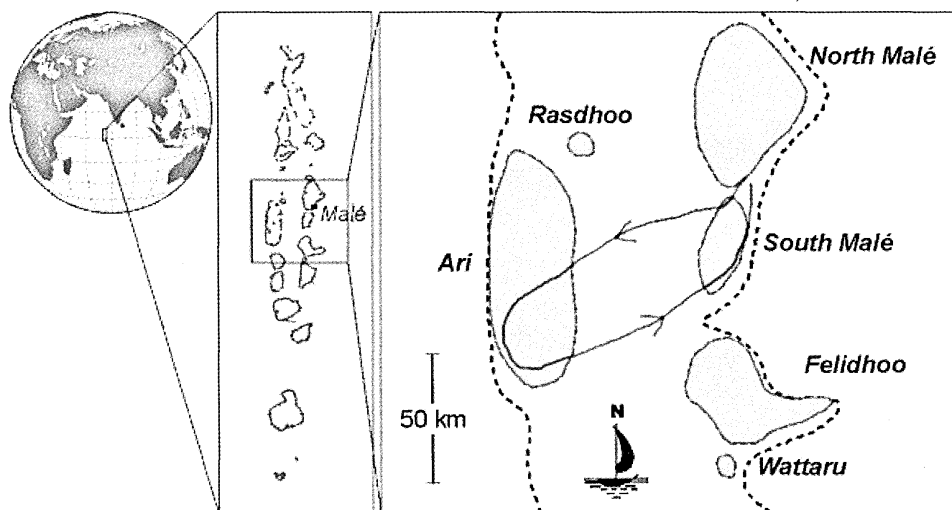 North Malé
Rasdhoo
Malé
South Malé
Ari
Felidhoo
50 km
N
Wattaru